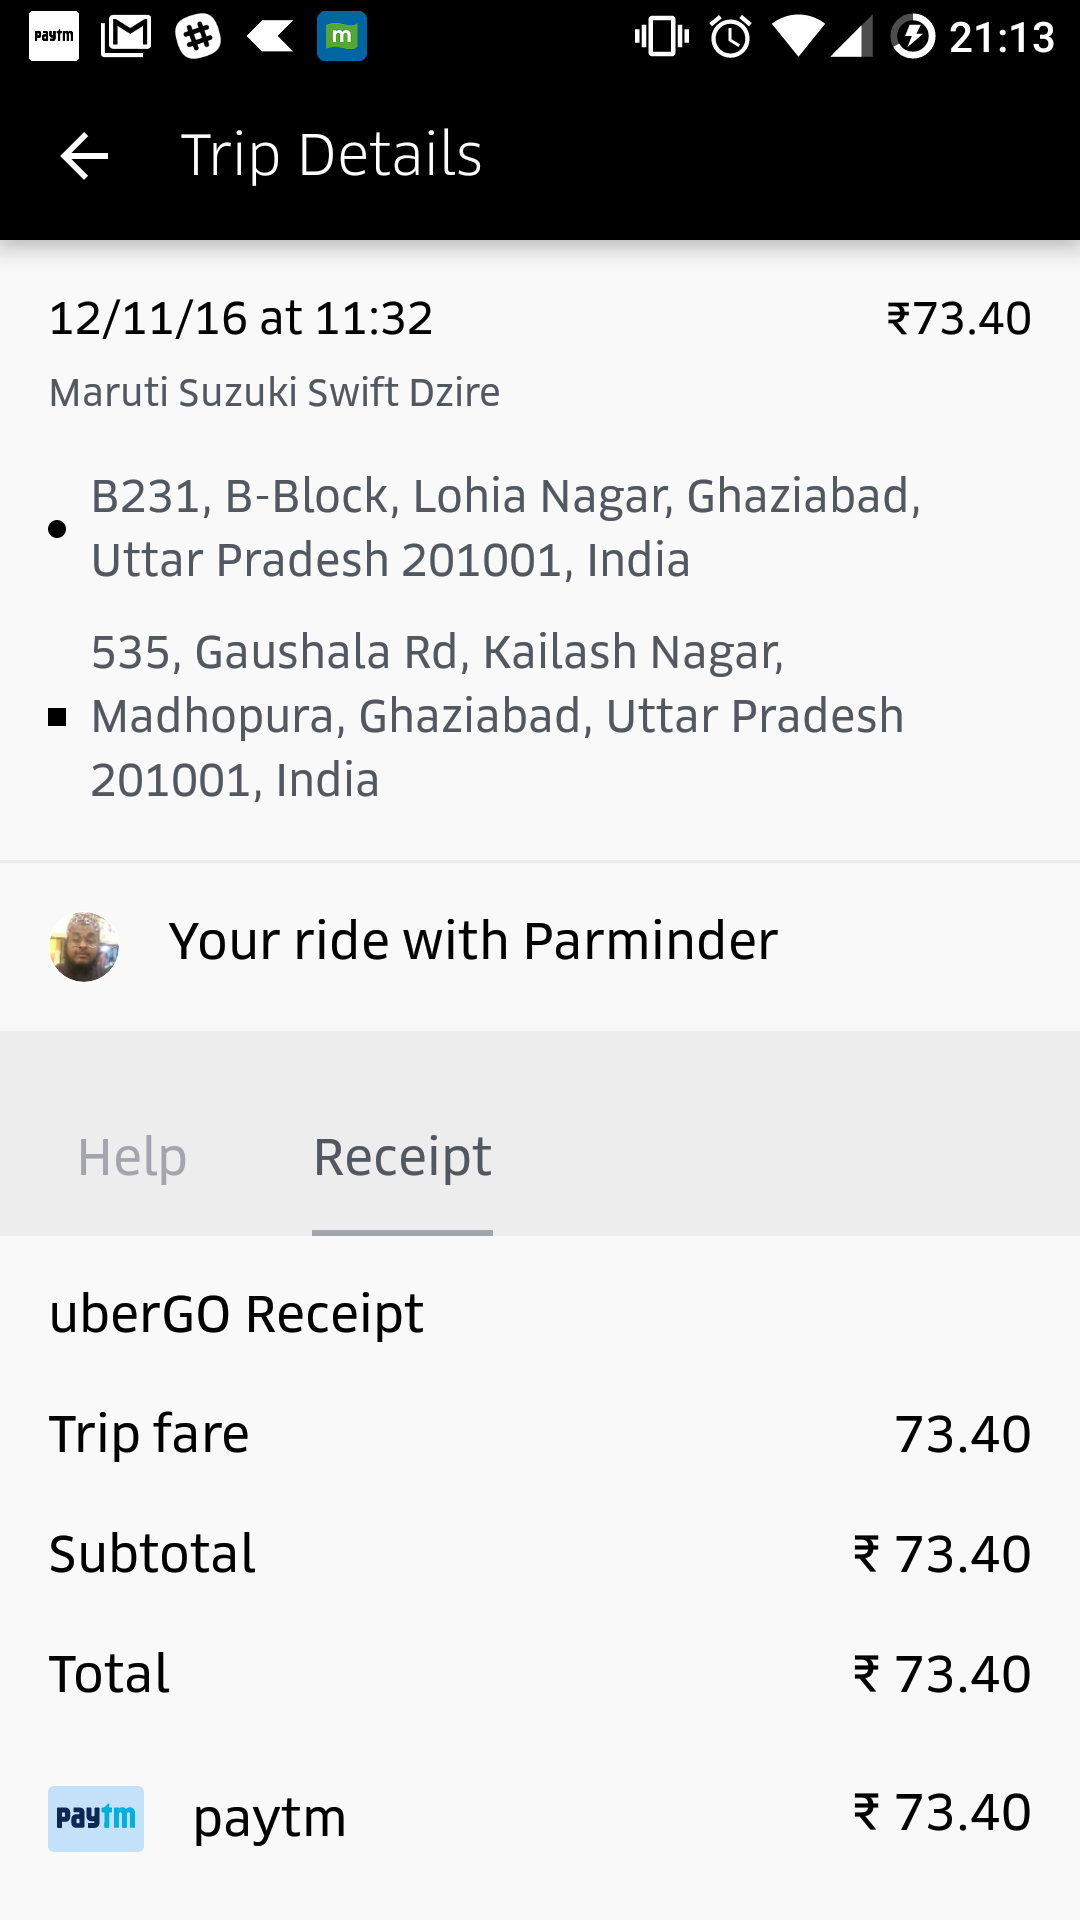 paytm
m
21:13
Trip Details
12/11/16 at 11:32
₹73.40
Maruti Suzuki Swift Dzire
B231, B-Block, Lohia Nagar, Ghaziabad,
Uttar Pradesh 201001, India
535, Gaushala Rd, Kailash Nagar,
Madhopura, Ghaziabad, Uttar Pradesh
201001, India
Your ride with Parminder
Help
Receipt
uberGO Receipt
Trip fare
73.40
Subtotal
₹ 73.40
Total
₹ 73.40
paytm
paytm
₹ 73.40